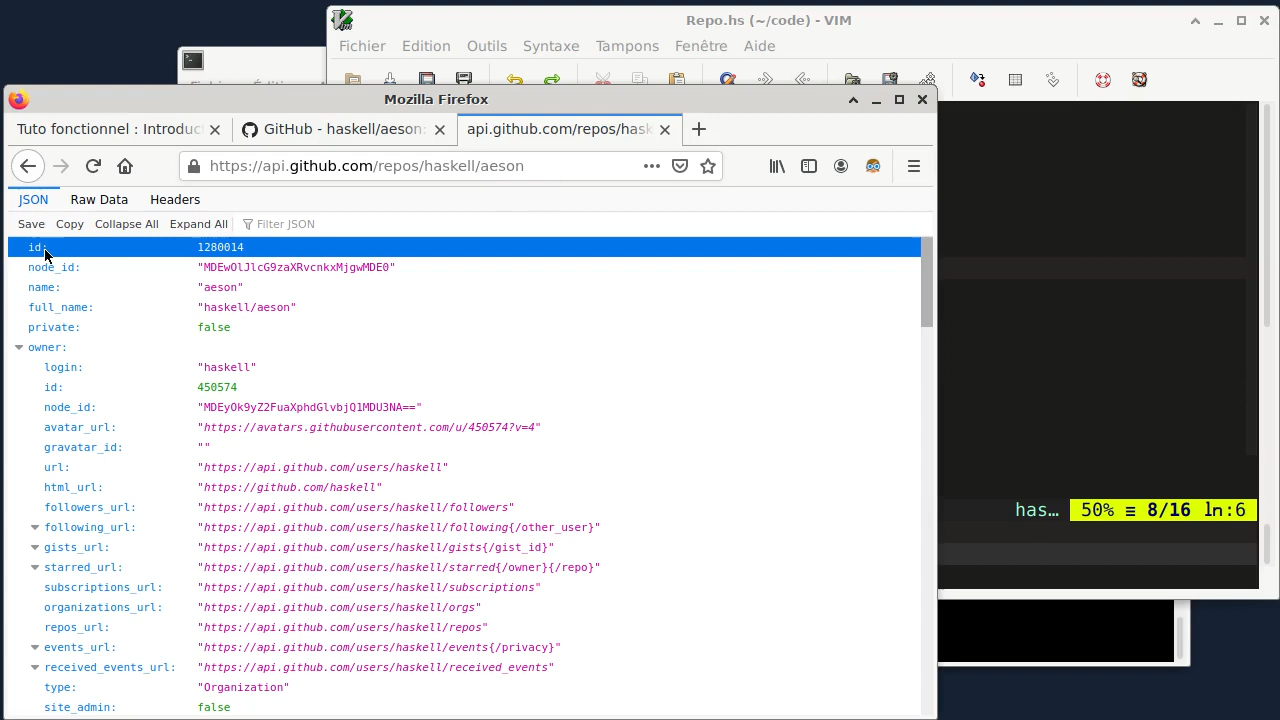 Repo.hs (~/code) - VIM
Fichier Edition Outils Syntaxe Tampons Fenêtre Aide
Mozilla Firefox
Tuto fonctionnel : Introduc
GitHub - haskell/aeson:
api.github.com/repos/hask
https://api.github.com/repos/haskell/aeson
JSON Raw Data Headers
Save Copy Collapse All Expand All Filter JSON
id: 1280014
node_id: "MDEwOlJlcG9zaXRvcnkxMjgwMDE0"
name: "aeson"
full_name: "haskell/aeson"
private: false
owner:
login: "haskell"
id: 450574
node_id: "MDEyOk9yZ2FuaXphdGlvbjQ1MDU3NA=="
avatar_url: "https://avatars.githubusercontent.com/u/450574?v=4"
gravatar_id: ""
url: "https://api.github.com/users/haskell"
html_url: "https://github.com/haskell"
followers_url: "https://api.github.com/users/haskell/followers"
following_url: "https://api.github.com/users/haskell/following{/other_user}"
gists_url: "https://api.github.com/users/haskell/gists{/gist_id}"
starred_url: "https://api.github.com/users/haskell/starred{/owner}{/repo}"
subscriptions_url: "https://api.github.com/users/haskell/subscriptions"
organizations_url: "https://api.github.com/users/haskell/orgs"
repos_url: "https://api.github.com/users/haskell/repos"
events_url: "https://api.github.com/users/haskell/events{/privacy}"
received_events_url: "https://api.github.com/users/haskell/received_events"
type: "Organization"
site_admin: false
has… 50% ≡ 8/16 ln:6